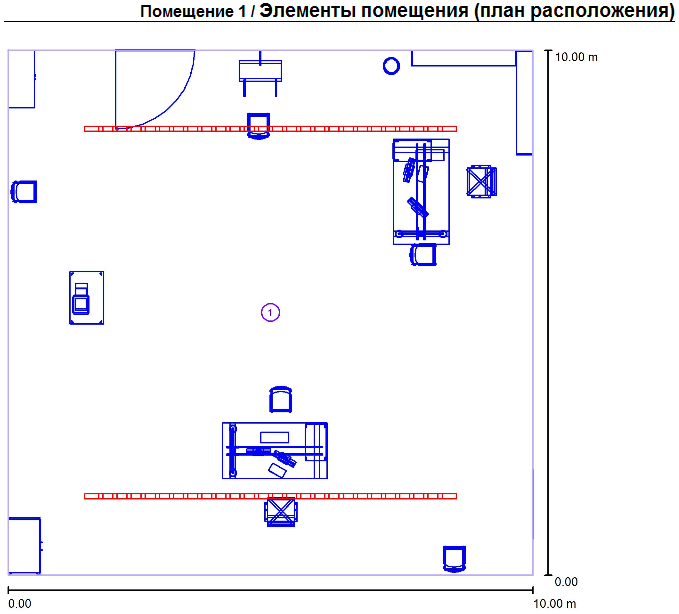 Помещение 1 / Элементы помещения (план расположения)
10.00 m
1
0.00
0.00
10.00 m